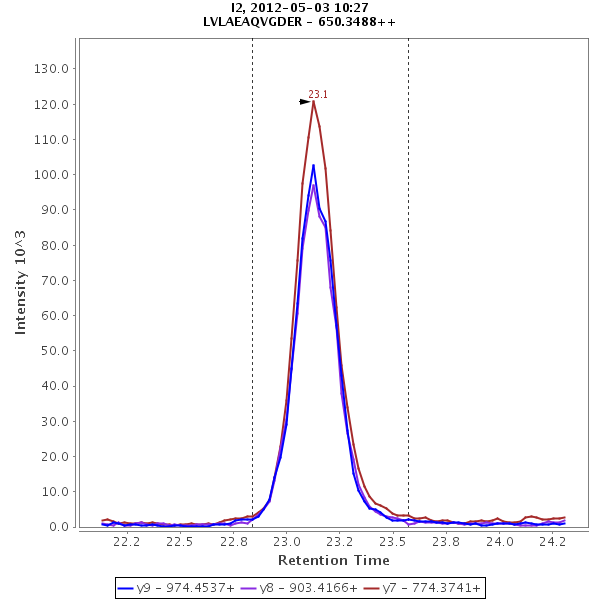 I2, 2012-05-03 10:27
LVLAEAQVGDER - 650.3488++
23.1
130.0
120.0
110.0
100.0
90.0
80.0
70.0
60.0
50.0
40.0
30.0
20.0
10.0
0.0
Intensity 10^3
22.2 22.5 22.8 23.0 23.2 23.5 23.8 24.0 24.2
Retention Time
y9 - 974.4537+ y8 - 903.4166+ y7 - 774.3741+